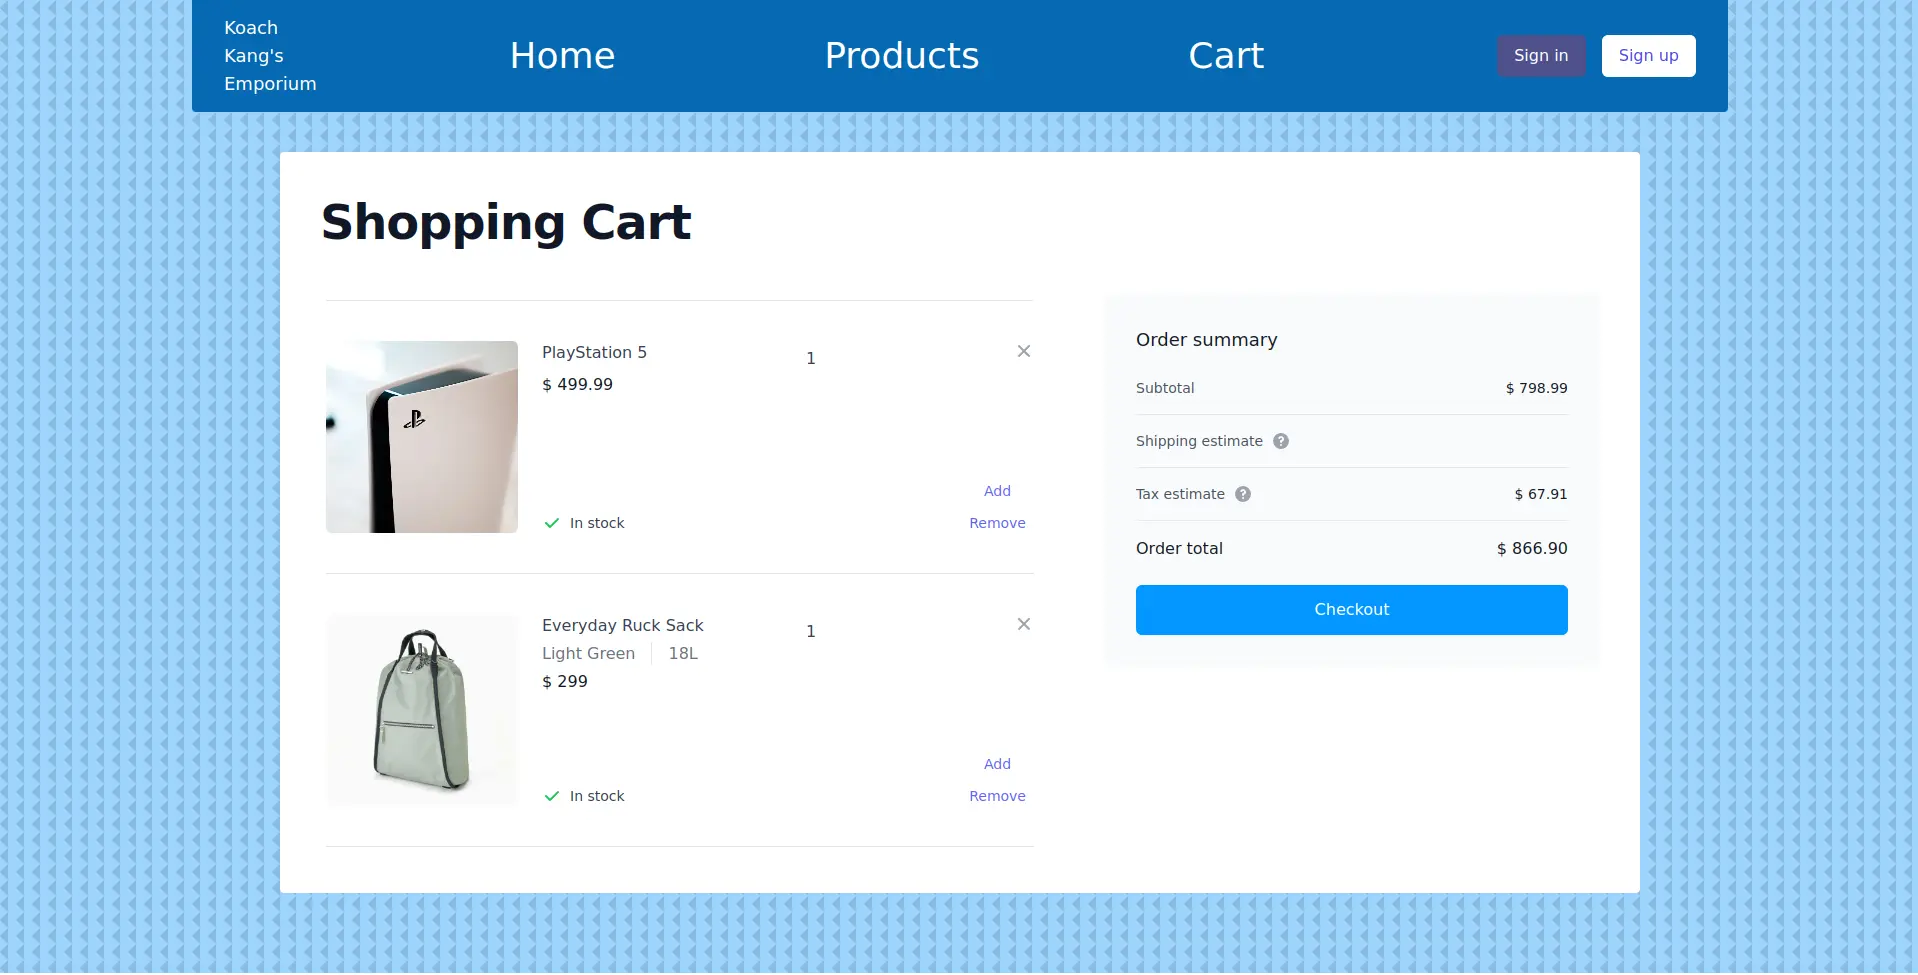 Koach
Kang's
Emporium
Home
Products
Cart
Sign in
Sign up
Shopping Cart
PlayStation 5
$ 499.99
1
Add
In stock
Remove
Everyday Ruck Sack
Light Green
18L
$ 299
1
Add
In stock
Remove
Order summary
Subtotal
$ 798.99
Shipping estimate ?
Tax estimate ?
$ 67.91
Order total
$ 866.90
Checkout